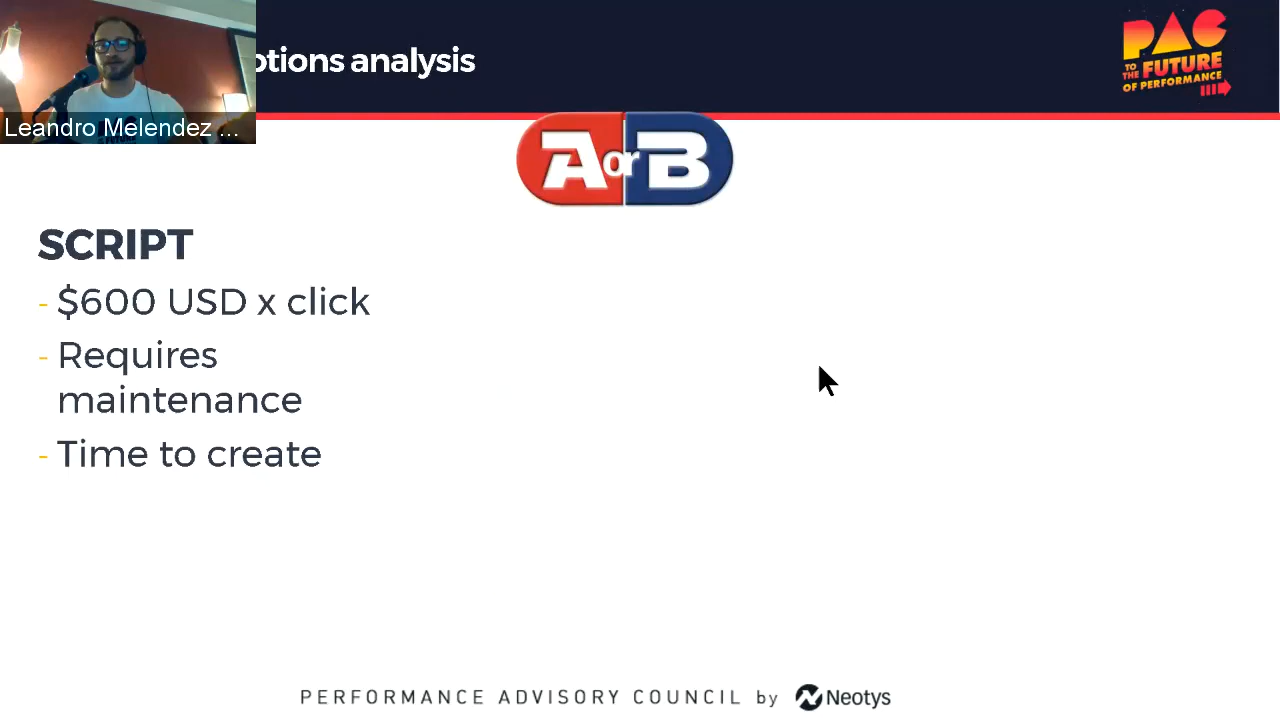 otions analysis
PAC
TO
THE FUTURE
OF PERFORMANCE
Leandro Melendez ...
A or B
SCRIPT
- $600 USD x click
- Requires
maintenance
- Time to create
PERFORMANCE ADVISORY COUNCIL by Neotys